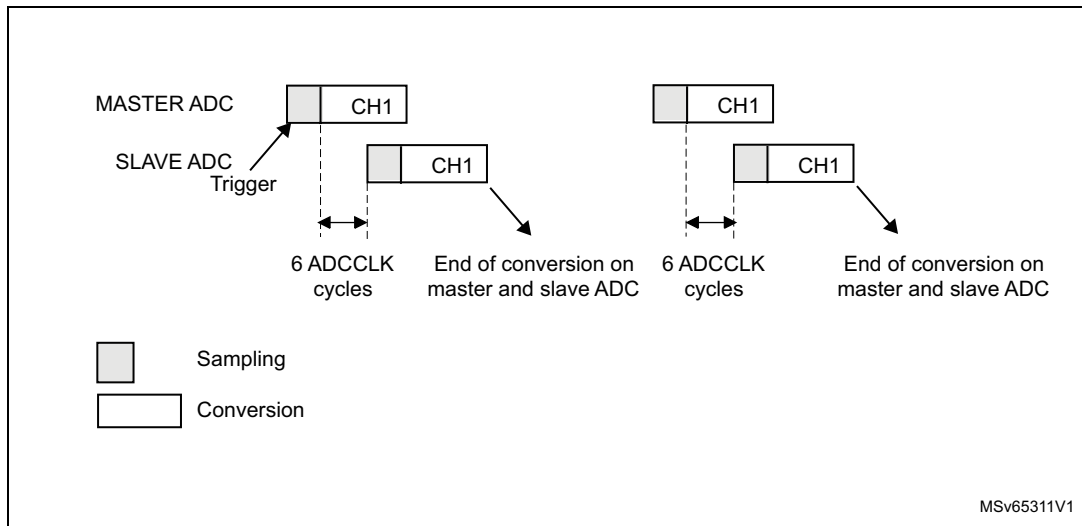 MASTER ADC
CH1
CH1
SLAVE ADC
CH1
CH1
Trigger
6 ADCCLK
cycles
End of conversion on
master and slave ADC
6 ADCCLK
cycles
End of conversion on
master and slave ADC
Sampling
Conversion
MSv65311V1